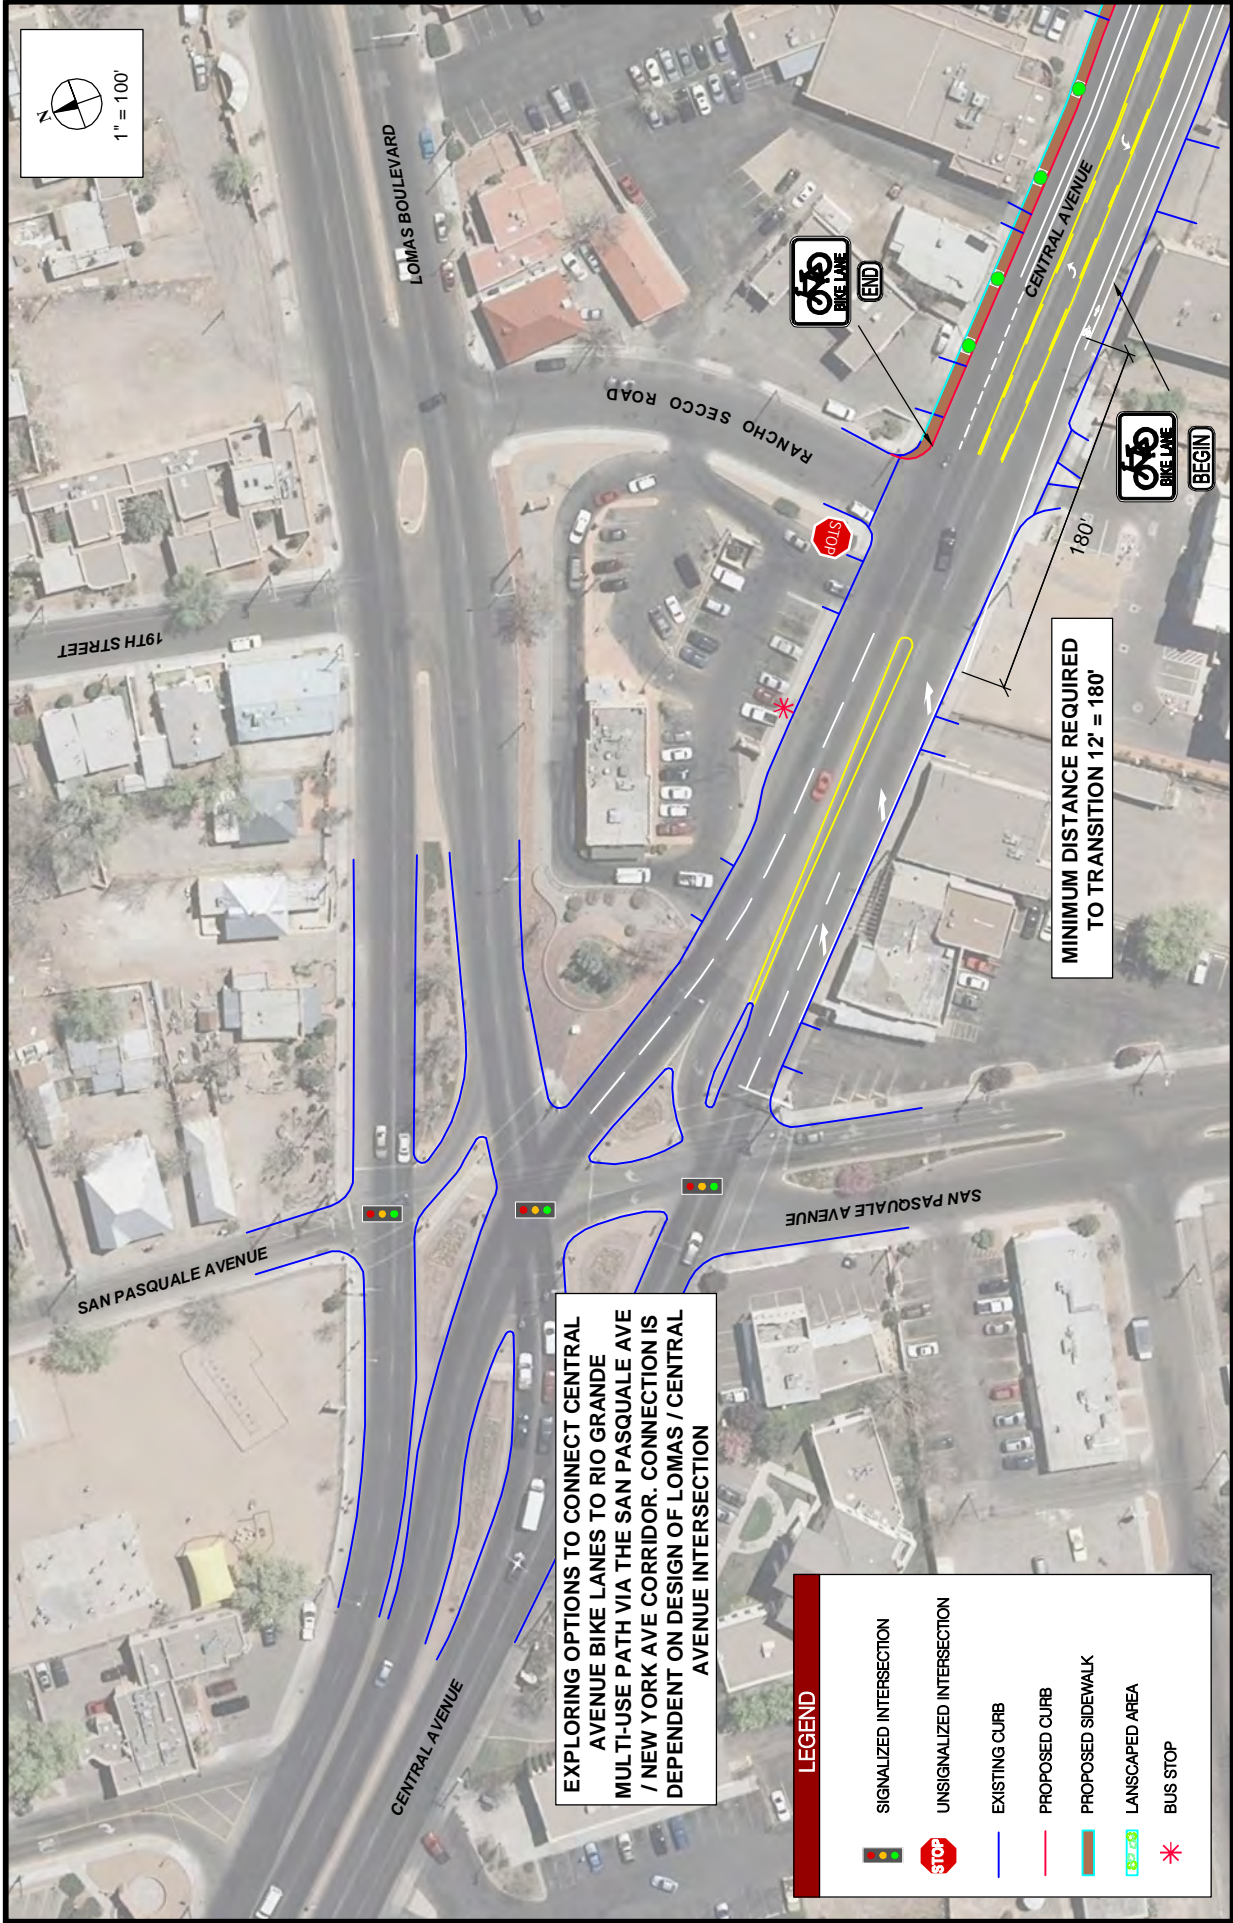 N
1" = 100'
LOMAS BOULEVARD
19TH STREET
RANCHO SECCO ROAD
CENTRAL AVENUE
BIKE LANE
END
BIKE LANE
BEGIN
STOP
180'
MINIMUM DISTANCE REQUIRED
TO TRANSITION 12' = 180'
SAN PASQUALE AVENUE
SAN PASQUALE AVENUE
CENTRAL AVENUE
EXPLORING OPTIONS TO CONNECT CENTRAL
AVENUE BIKE LANES TO RIO GRANDE
MULTI-USE PATH VIA THE SAN PASQUALE AVE
/ NEW YORK AVE CORRIDOR. CONNECTION IS
DEPENDENT ON DESIGN OF LOMAS / CENTRAL
AVENUE INTERSECTION
LEGEND
SIGNALIZED INTERSECTION
STOP
UNSIGNALIZED INTERSECTION
EXISTING CURB
PROPOSED CURB
PROPOSED SIDEWALK
LANSCAPED AREA
BUS STOP